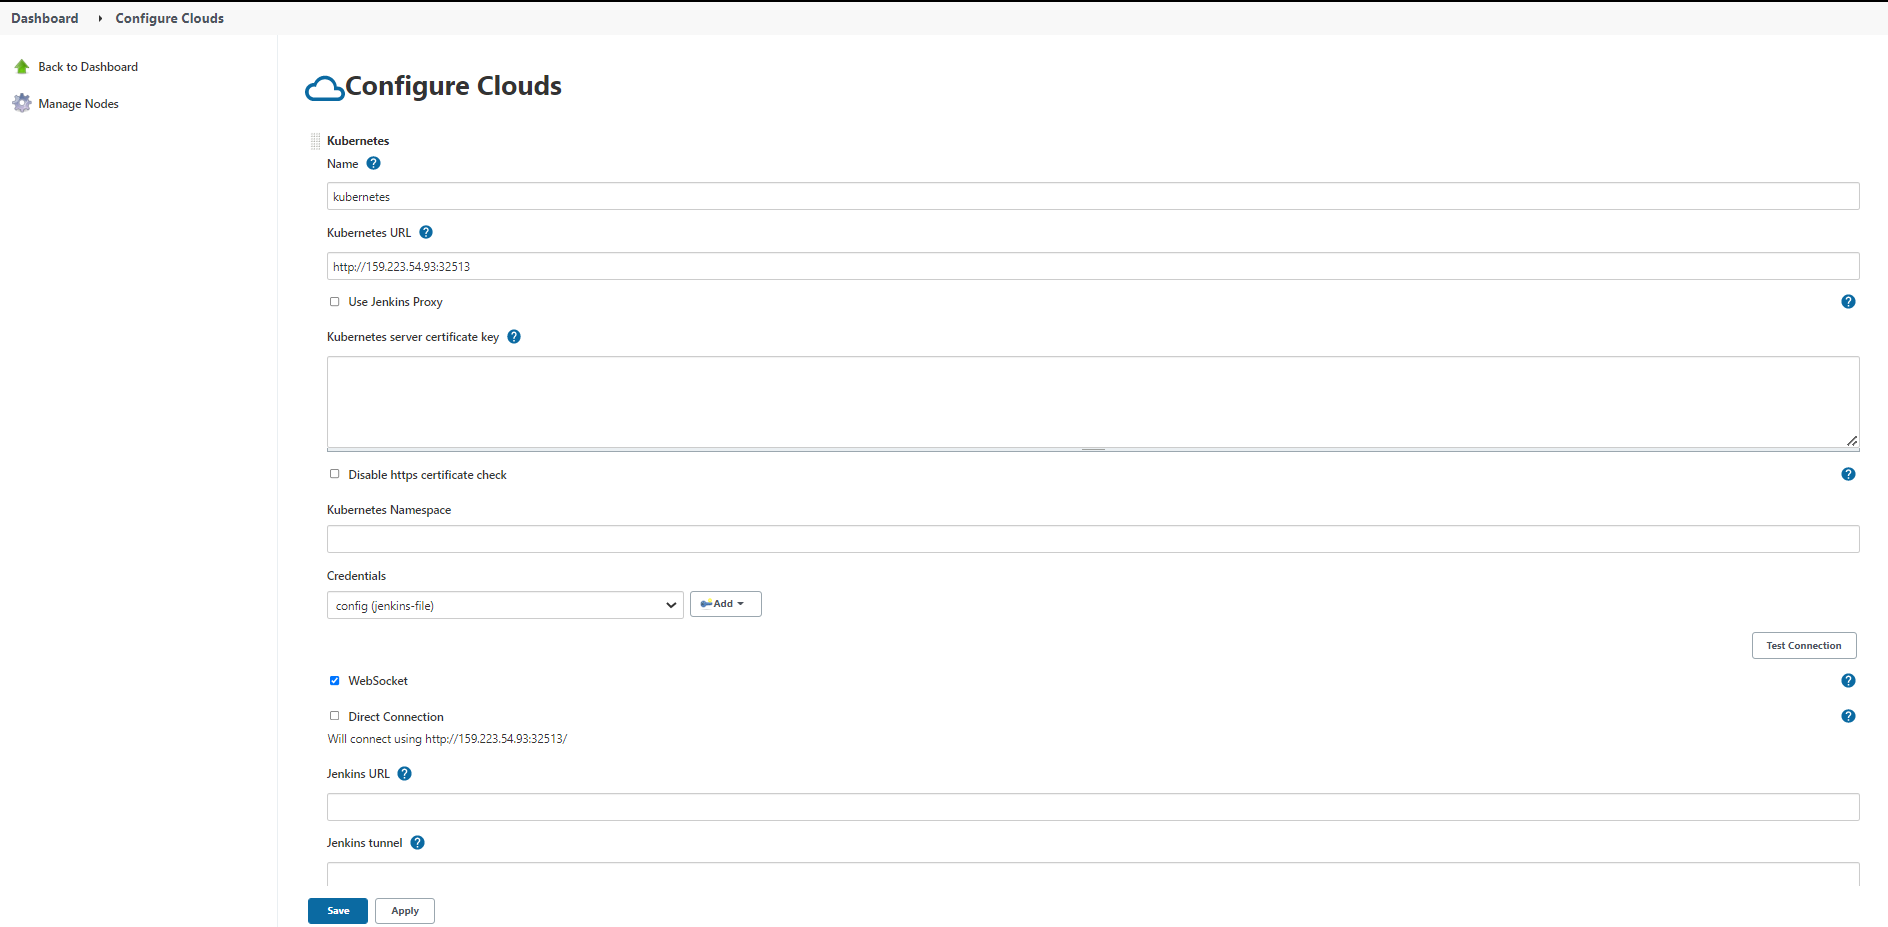 Dashboard
Configure Clouds
Back to Dashboard
Manage Nodes
Configure Clouds
Kubernetes
Name
kubernetes
Kubernetes URL
http://159.223.54.93:32513
Use Jenkins Proxy
Kubernetes server certificate key
Disable https certificate check
Kubernetes Namespace
Credentials
config (jenkins-file)
Add
Test Connection
WebSocket
Direct Connection
Will connect using http://159.223.54.93:32513/
Jenkins URL
Jenkins tunnel
Save
Apply